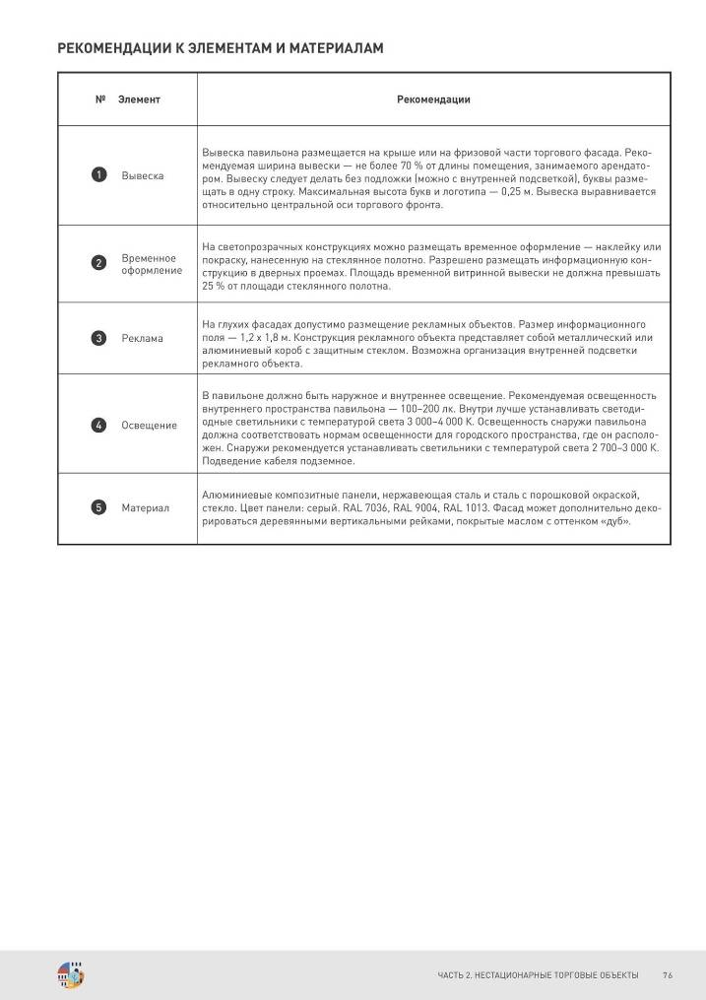 РЕКОМЕНДАЦИИ К ЭЛЕМЕНТАМ И МАТЕРИАЛАМ
№ Элемент
Рекомендации
1 Вывеска
Вывеска павильона размещается на крыше или на фризовой части торгового фасада. Реко-
мендуемая ширина вывески — не более 70 % от длины помещения, занимаемого арендато-
ром. Вывеску следует делать без подложки (можно с внутренней подсветкой), буквы разме-
щать в одну строку. Максимальная высота букв и логотипа — 0,25 м. Вывеска выравнивается
относительно центральной оси торгового фронта.
2 Временное
оформление
На светопрозрачных конструкциях можно размещать временное оформление — наклейку или
покраску, нанесенную на стеклянное полотно. Разрешено размещать информационную кон-
струкцию в дверных проемах. Площадь временной витринной вывески не должна превышать
25 % от площади стеклянного полотна.
3 Реклама
На глухих фасадах допустимо размещение рекламных объектов. Размер информационного
поля — 1,2 х 1,8 м. Конструкция рекламного объекта представляет собой металлический или
алюминиевый короб с защитным стеклом. Возможна организация внутренней подсветки
рекламного объекта.
4 Освещение
В павильоне должно быть наружное и внутреннее освещение. Рекомендуемая освещенность
внутреннего пространства павильона — 100–200 лк. Внутри лучше устанавливать светоди-
одные светильники с температурой света 3 000–4 000 К. Освещенность снаружи павильона
должна соответствовать нормам освещенности для городского пространства, где он располо-
жен. Снаружи рекомендуется устанавливать светильники с температурой света 2 700–3 000 К.
Подведение кабеля подземное.
5 Материал
Алюминиевые композитные панели, нержавеющая сталь и сталь с порошковой окраской,
стекло. Цвет панели: серый. RAL 7036, RAL 9004, RAL 1013. Фасад может дополнительно деко-
рироваться деревянными вертикальными рейками, покрытые маслом с оттенком «дуб».
ЧАСТЬ 2. НЕСТАЦИОНАРНЫЕ ТОРГОВЫЕ ОБЪЕКТЫ 76